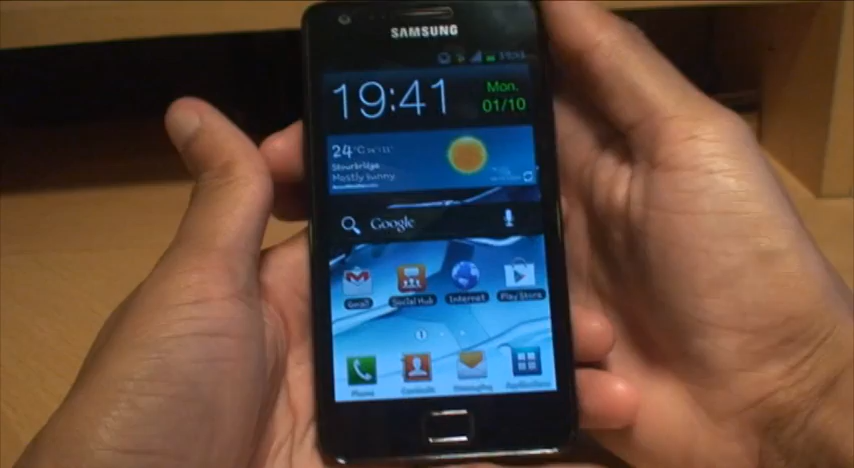 SAMSUNG
19:41
Mon.
01/10
24°C
Stourbridge
Mostly sunny
Google
Gmail
Social Hub
Internet
Play Store
1
Phone
Contacts
Messaging
Applications